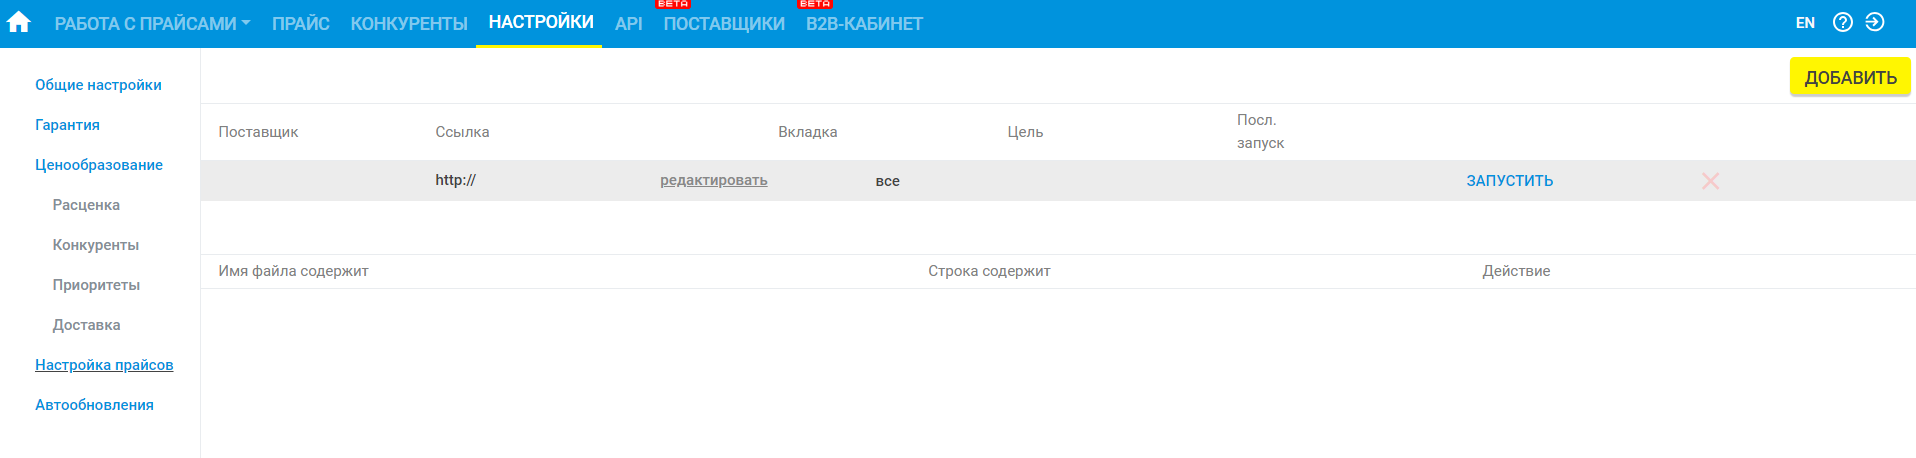 BETA BETA
РАБОТА С ПРАЙСАМИ ПРАЙС КОНКУРЕНТЫ НАСТРОЙКИ API ПОСТАВЩИКИ B2B-КАБИНЕТ EN
ДОБАВИТЬ
Общие настройки
Гарантия
Ценообразование
Расценка
Конкуренты
Приоритеты
Доставка
Настройка прайсов
Автообновления
Поставщик Ссылка Вкладка Цель Посл.
запуск
http:// редактировать все ЗАПУСТИТЬ
Имя файла содержит Строка содержит Действие